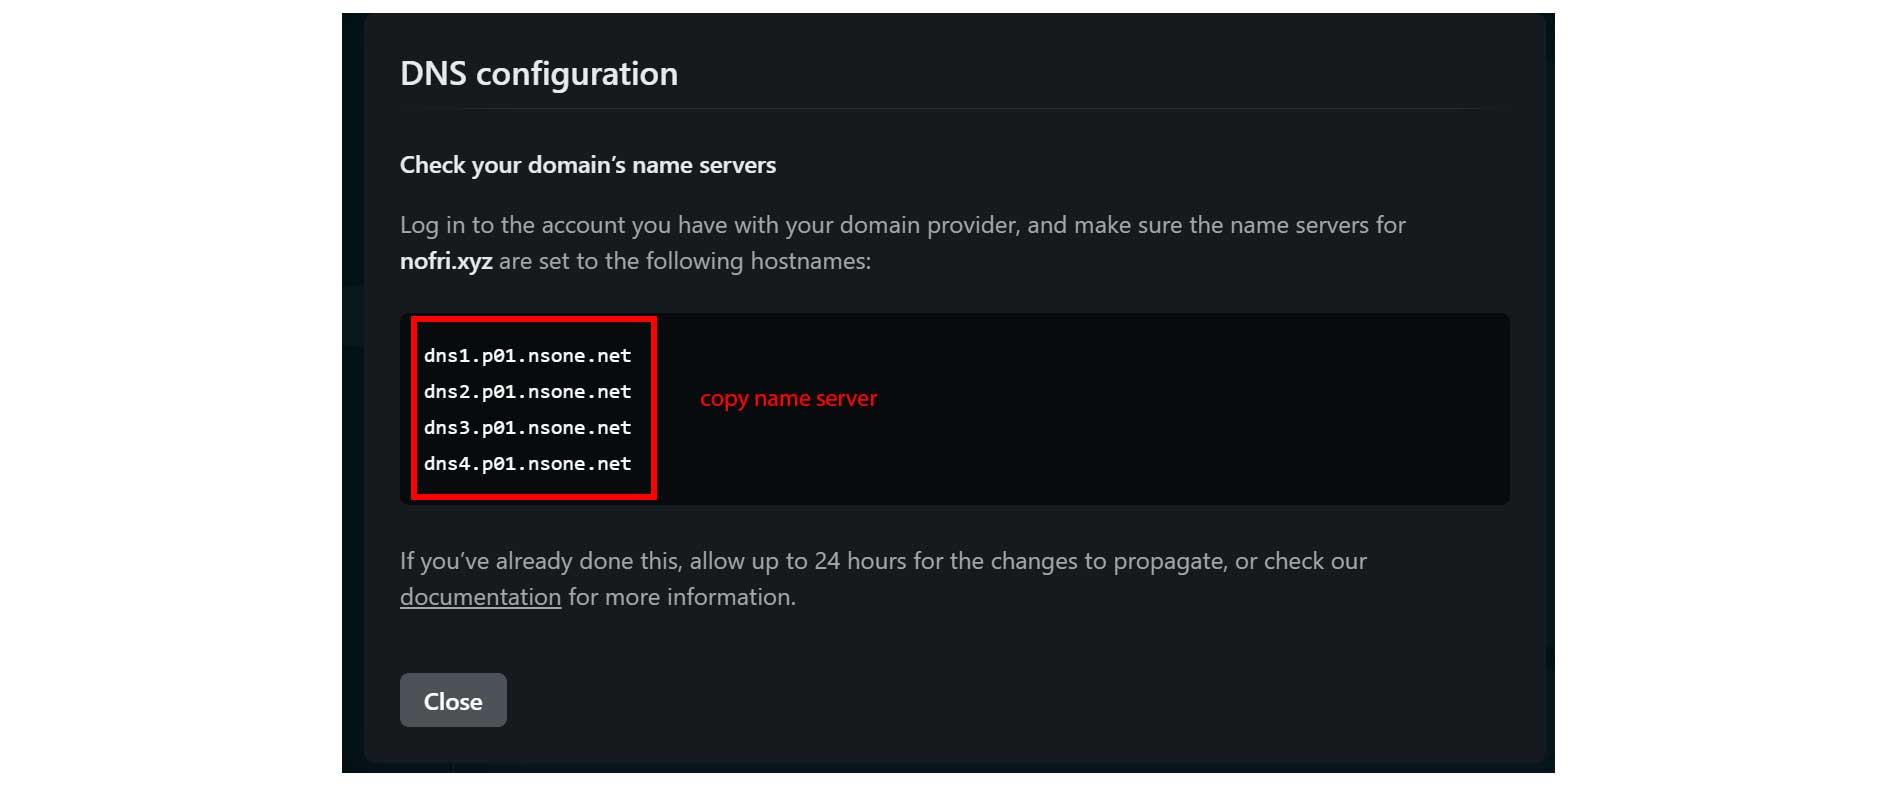 DNS configuration
Check your domain’s name servers
Log in to the account you have with your domain provider, and make sure the name servers for
nofri.xyz are set to the following hostnames:
dns1.p01.nsone.net
dns2.p01.nsone.net
copy name server
dns3.p01.nsone.net
dns4.p01.nsone.net
If you’ve already done this, allow up to 24 hours for the changes to propagate, or check our
documentation for more information.
Close